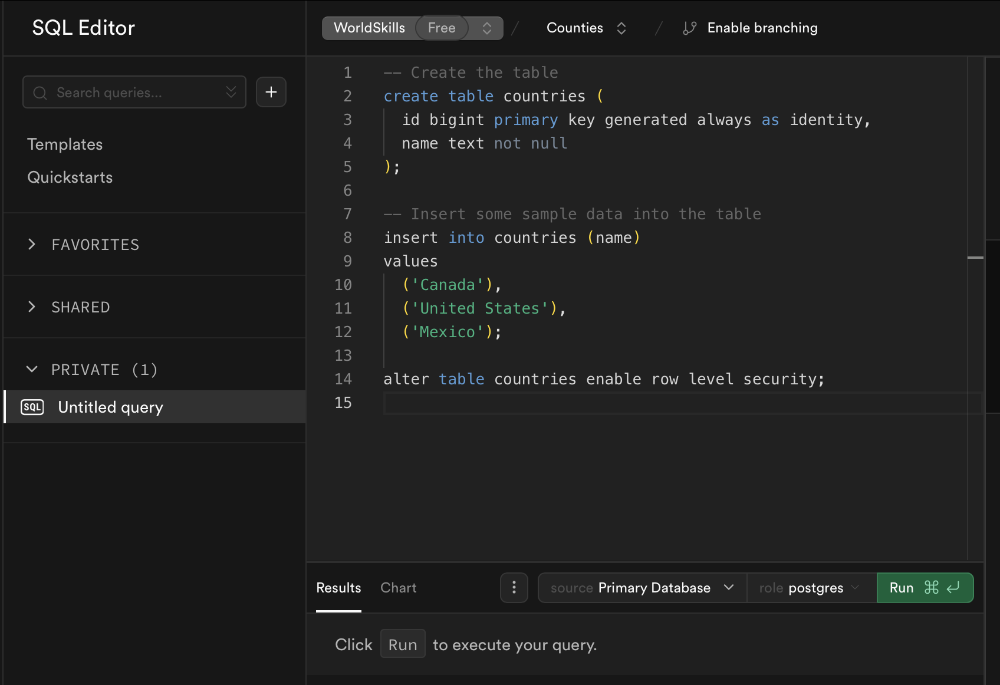 SQL Editor
WorldSkills Free / Counties / Enable branching
Search queries...
Templates
Quickstarts
FAVORITES
SHARED
PRIVATE (1)
SQL Untitled query
1 -- Create the table
2 create table countries (
3 id bigint primary key generated always as identity,
4 name text not null
5 );
6
7 -- Insert some sample data into the table
8 insert into countries (name)
9 values
10 ('Canada'),
11 ('United States'),
12 ('Mexico');
13
14 alter table countries enable row level security;
15
Results Chart source Primary Database role postgres Run ⌘ ↵
Click Run to execute your query.